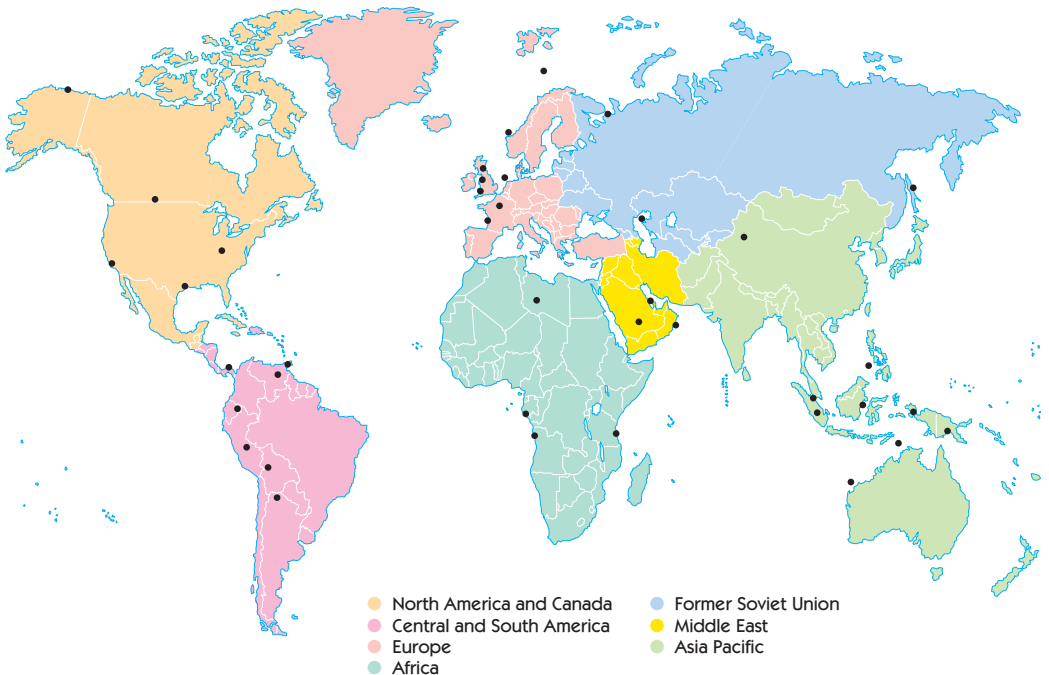 North America and Canada
Central and South America
Europe
Africa
Former Soviet Union
Middle East
Asia Pacific